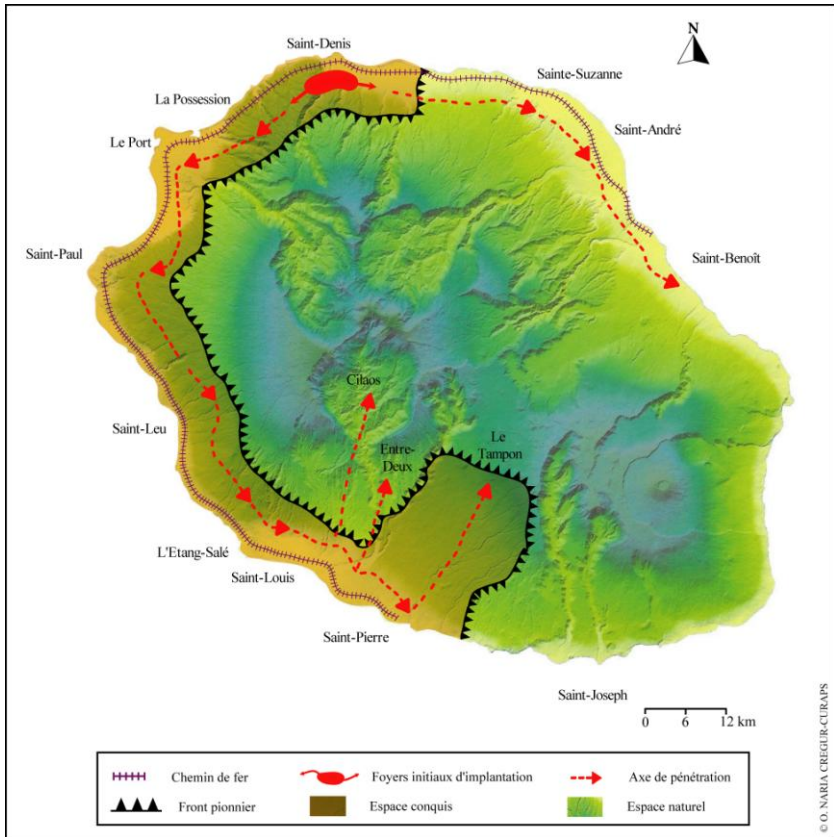 N
Saint-Denis
Sainte-Suzanne
La Possession
Saint-André
Le Port
Saint-Paul
Saint-Benoît
Cilaos
Saint-Leu
Entre-
Deux
Le
Tampon
L'Etang-Salé
Saint-Louis
Saint-Pierre
Saint-Joseph
0 6 12 km
Chemin de fer
Foyers initiaux d'implantation
Axe de pénétration
Front pionnier
Espace conquis
Espace naturel
© O. NARIA CREGUR-CURAPS